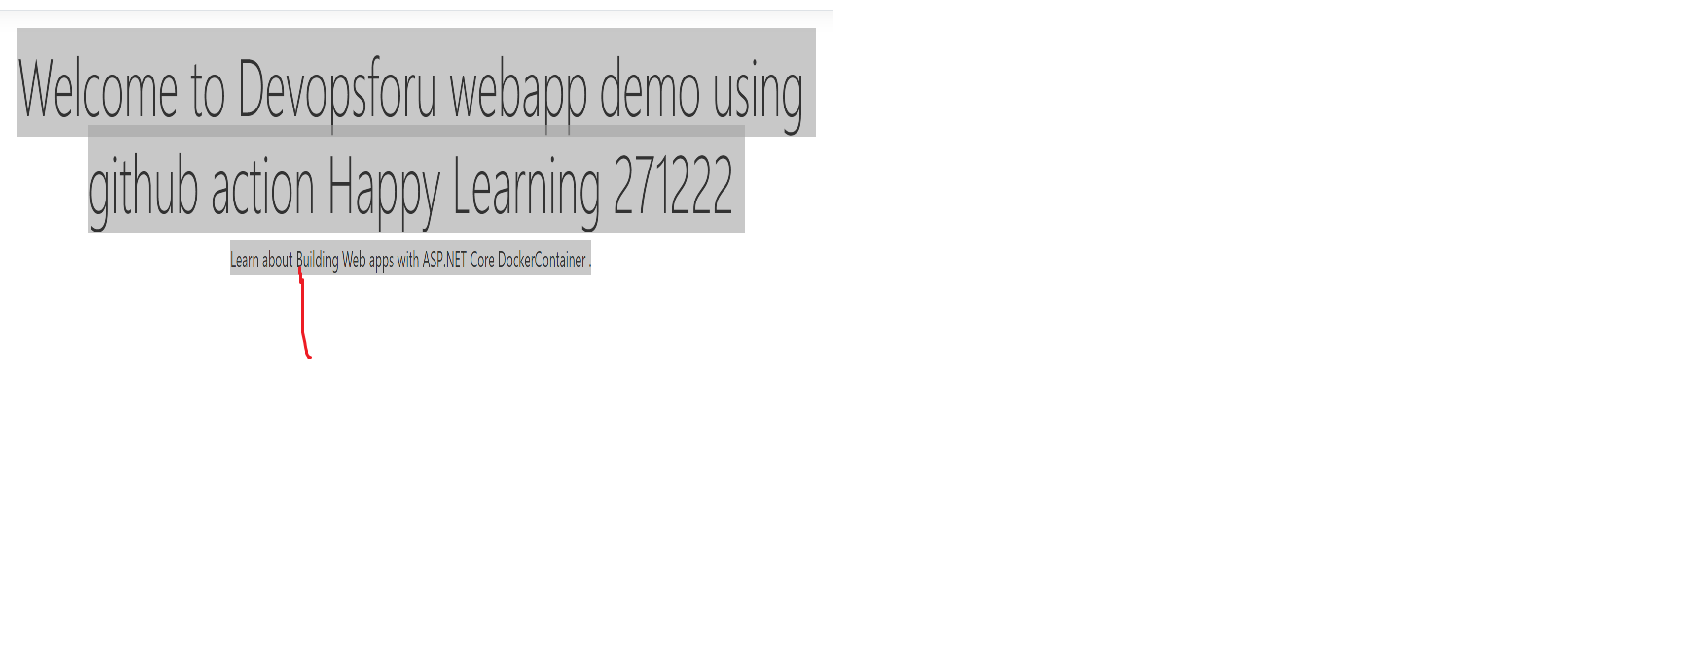 Welcome to Devopsforu webapp demo using
github action Happy Learning 271222
Learn about Building Web apps with ASP.NET Core DockerContainer .